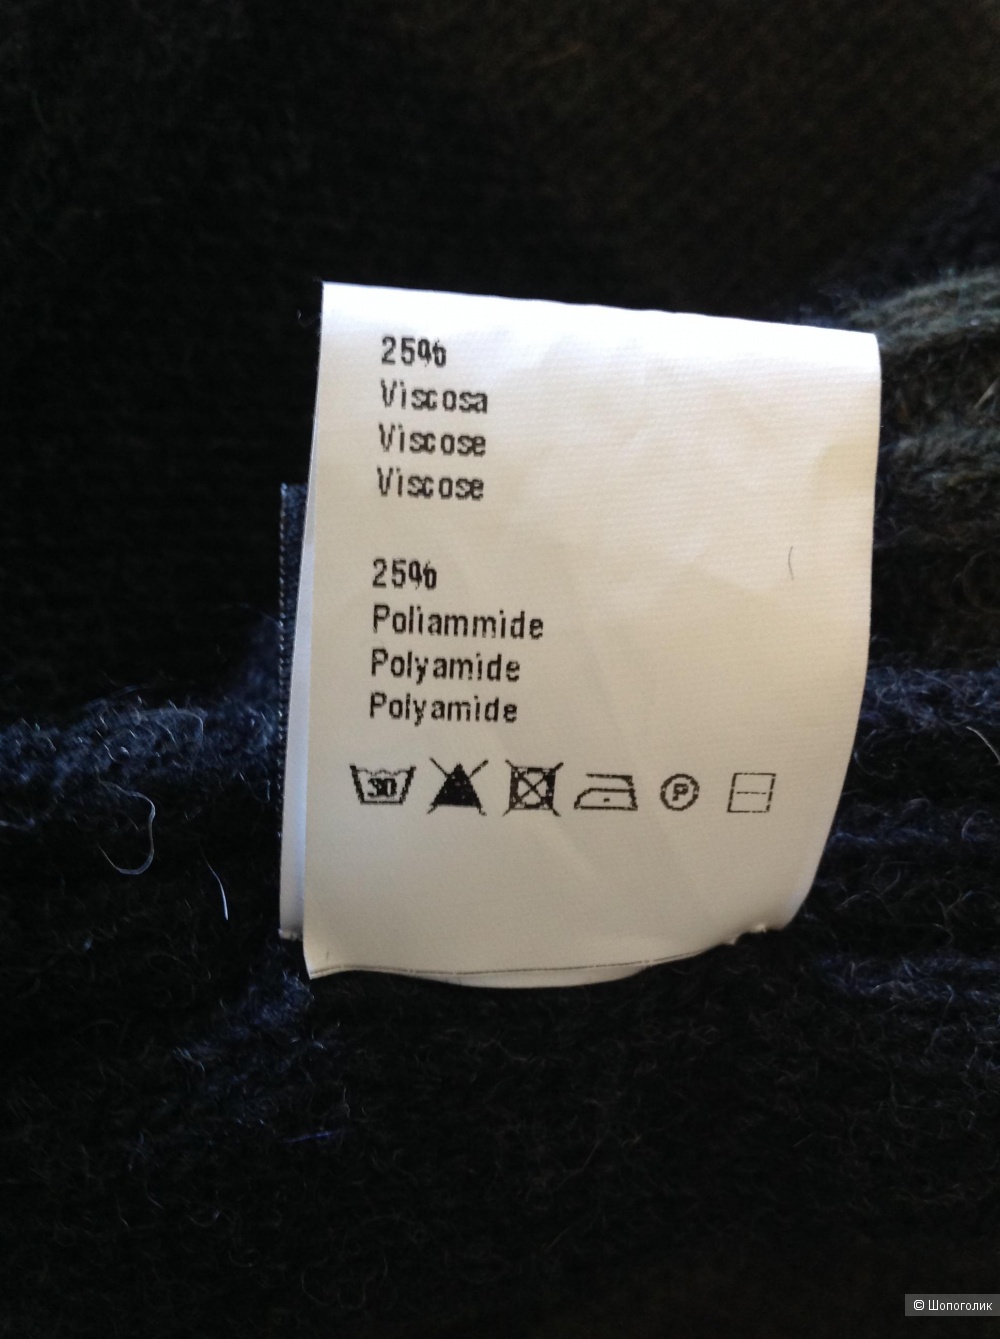 25%
Viscosa
Viscose
Viscose
25%
Poliammide
Polyamide
Polyamide
30 P
© Шопоголик